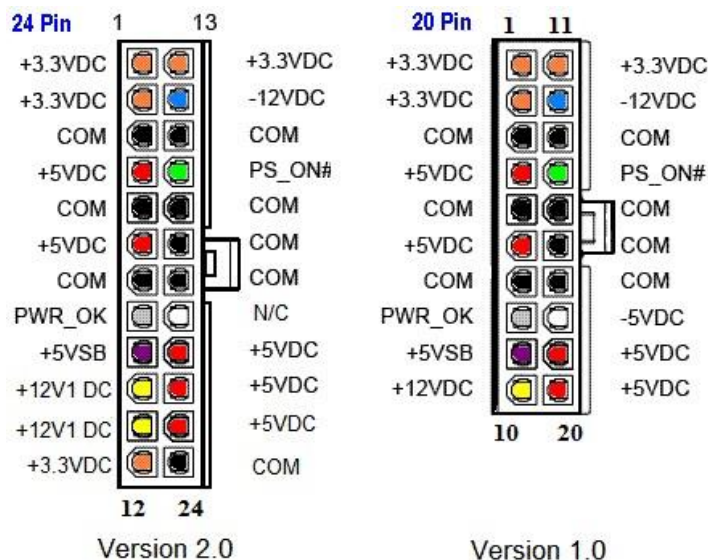 24 Pin 1 13
+3.3VDC +3.3VDC
+3.3VDC -12VDC
COM COM
+5VDC PS_ON#
COM COM
+5VDC COM
COM COM
PWR_OK N/C
+5VSB +5VDC
+12V1 DC +5VDC
+12V1 DC +5VDC
+3.3VDC COM
12 24
Version 2.0
20 Pin 1 11
+3.3VDC +3.3VDC
+3.3VDC -12VDC
COM COM
+5VDC PS_ON#
COM COM
+5VDC COM
COM COM
PWR_OK -5VDC
+5VSB +5VDC
+12VDC +5VDC
10 20
Version 1.0